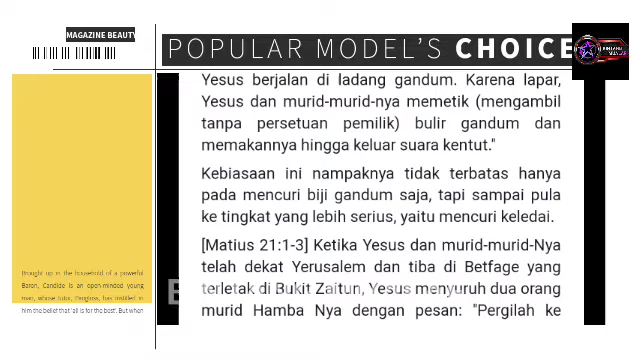 MAGAZINE BEAUTY
POPULAR MODEL'S CHOICE
BINTANG
Yesus berjalan di ladang gandum. Karena lapar,
Yesus dan murid-murid-nya memetik (mengambil
tanpa persetuan pemilik) bulir gandum dan
memakannya hingga keluar suara kentut."
Kebiasaan ini nampaknya tidak terbatas hanya
pada mencuri biji gandum saja, tapi sampai pula
ke tingkat yang lebih serius, yaitu mencuri keledai.
[Matius 21:1-3] Ketika Yesus dan murid-murid-Nya
telah dekat Yerusalem dan tiba di Betfage yang
terletak di Bukit Zaitun, Yesus menyuruh dua orang
murid Hamba Nya dengan pesan: "Pergilah ke
Brought up in the household of a powerful
Baron, Candide is an open-minded young
man, whose tutor, Pangloss, has instilled in
him the belief that 'all is for the best'. But when